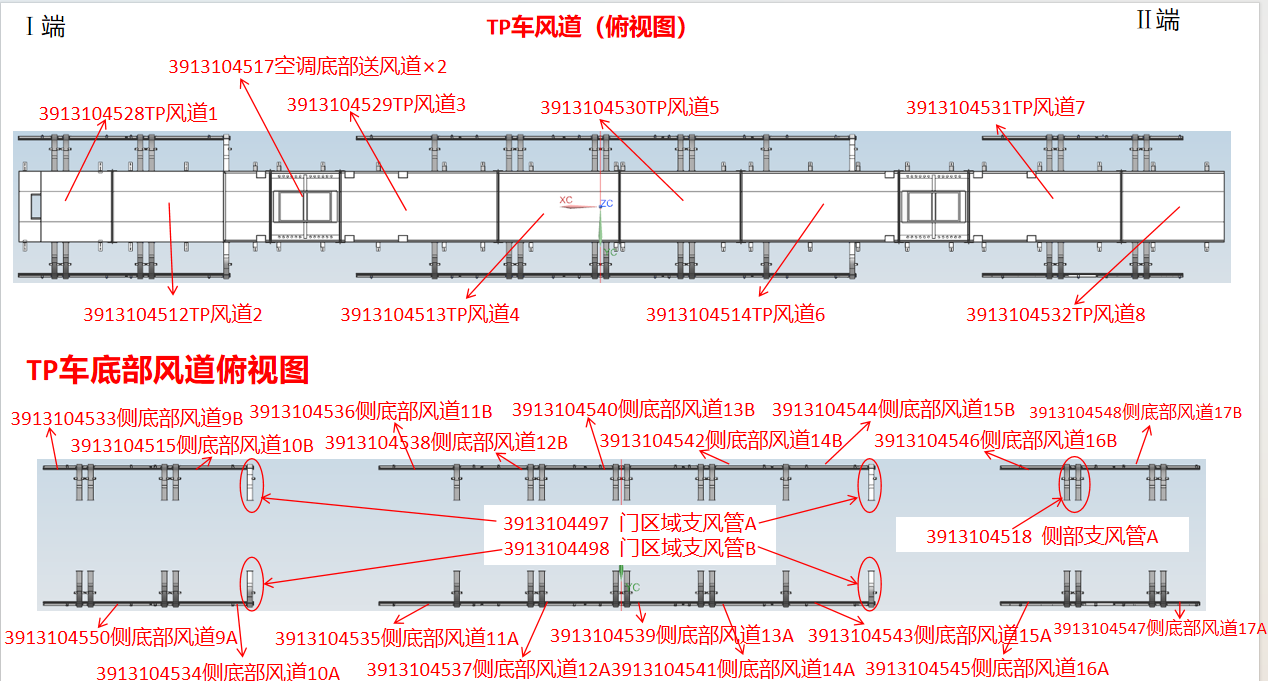 Ⅰ端
TP车风道（俯视图）
Ⅱ端
3913104517空调底部送风道×2
3913104528TP风道1
3913104529TP风道3
3913104530TP风道5
3913104531TP风道7
XC
ZC
YC
3913104512TP风道2
3913104513TP风道4
3913104514TP风道6
3913104532TP风道8
TP车底部风道俯视图
3913104533侧底部风道9B
3913104536侧底部风道11B
3913104540侧底部风道13B
3913104544侧底部风道15B
3913104548侧底部风道17B
3913104515侧底部风道10B
3913104538侧底部风道12B
3913104542侧底部风道14B
3913104546侧底部风道16B
3913104497 门区域支风管A
3913104498 门区域支风管B
3913104518 侧部支风管A
YC
3913104550侧底部风道9A
3913104535侧底部风道11A
3913104539侧底部风道13A
3913104543侧底部风道15A
3913104547侧底部风道17A
3913104534侧底部风道10A
3913104537侧底部风道12A
3913104541侧底部风道14A
3913104545侧底部风道16A